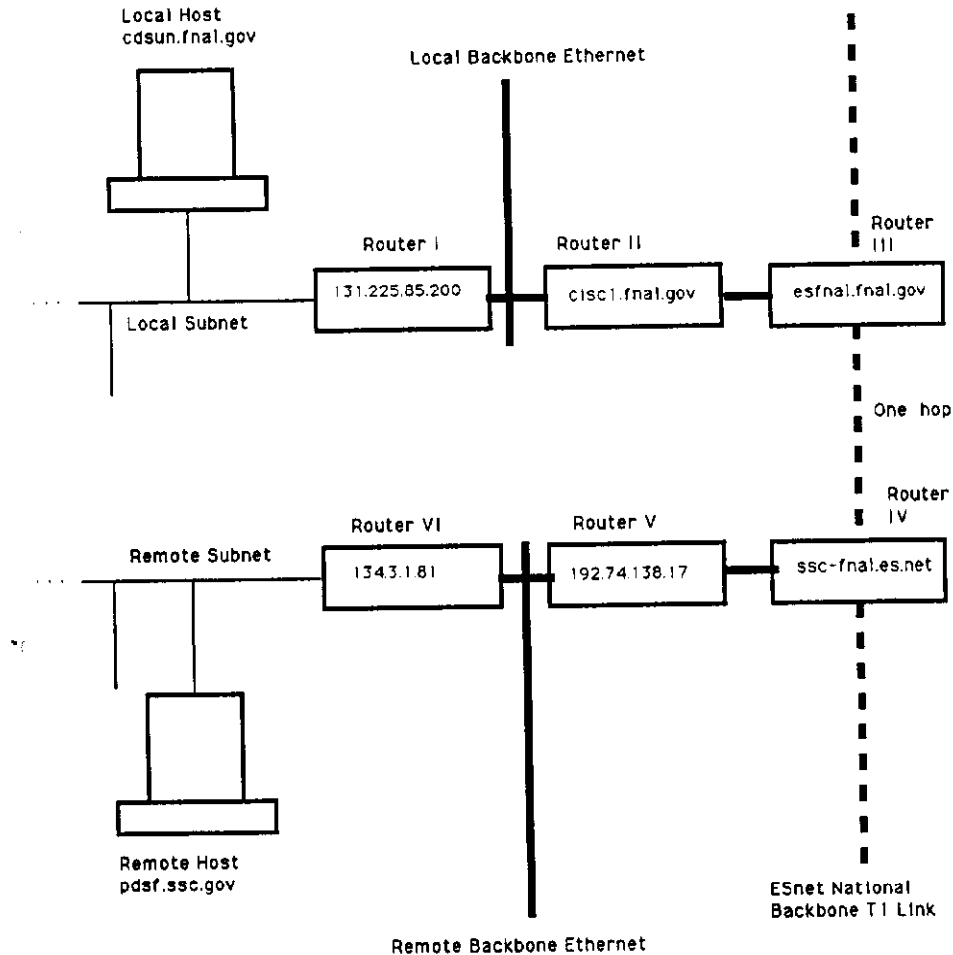 Local Host
cdsun.fnal.gov
Local Backbone Ethernet
Router I
Router II
Router
III
131.225.85.200
cisc1.fnal.gov
esfnal.fnal.gov
Local Subnet
One hop
Router
IV
Router VI
Router V
Remote Subnet
134.3.1.81
192.74.138.17
ssc-fnal.es.net
Remote Host
pdsf.ssc.gov
ESnet National
Backbone T1 Link
Remote Backbone Ethernet